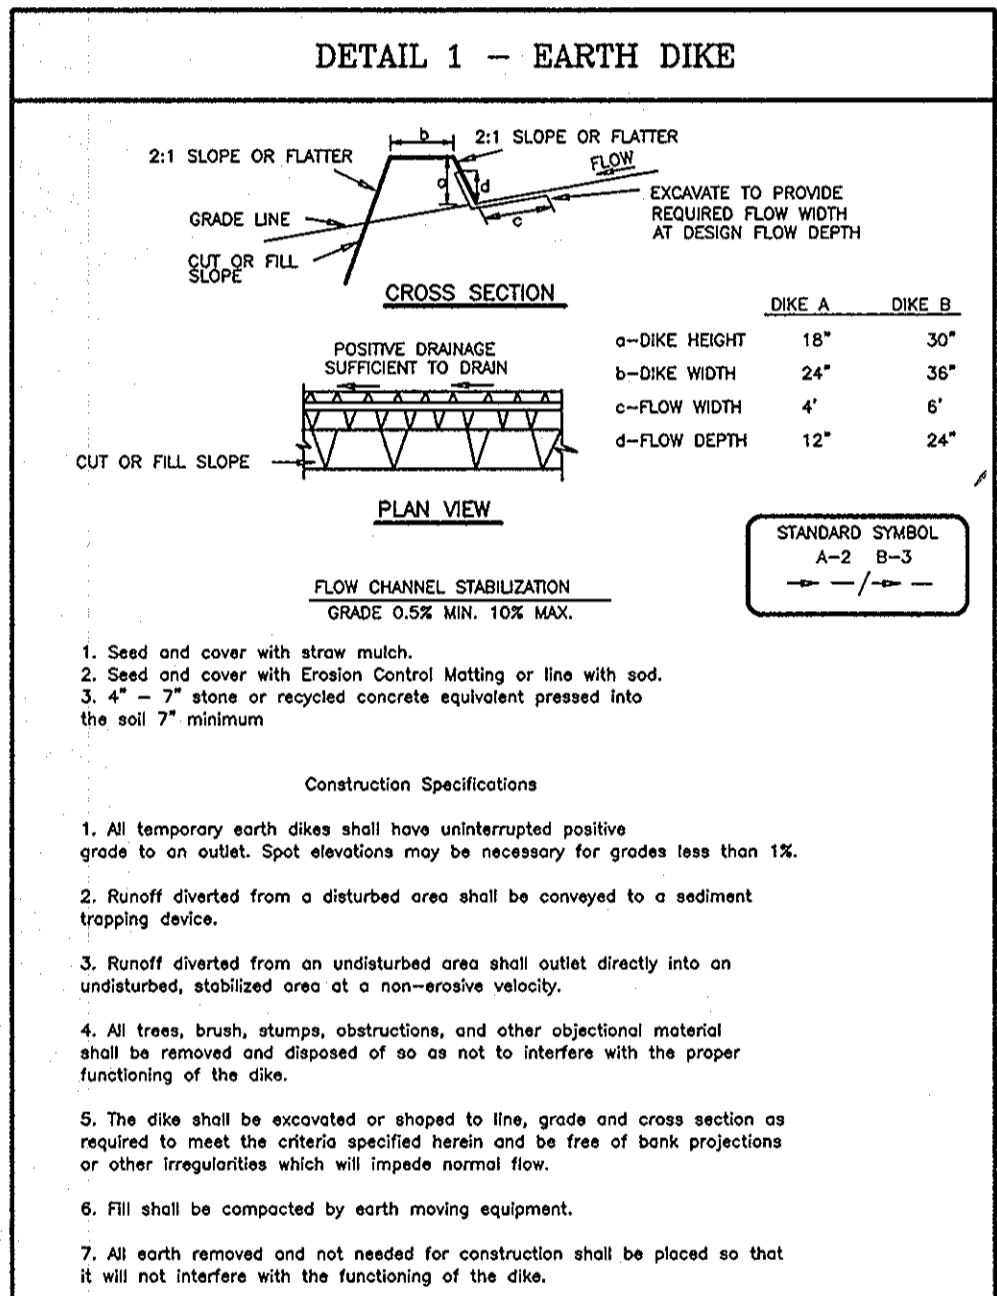 DETAIL 1 – EARTH DIKE
b
2:1 SLOPE OR FLATTER
2:1 SLOPE OR FLATTER
FLOW
a
d
EXCAVATE TO PROVIDE
REQUIRED FLOW WIDTH
AT DESIGN FLOW DEPTH
GRADE LINE
c
CUT OR FILL
SLOPE
CROSS SECTION
DIKE A DIKE B
a–DIKE HEIGHT 18" 30"
b–DIKE WIDTH 24" 36"
c–FLOW WIDTH 4' 6'
d–FLOW DEPTH 12" 24"
POSITIVE DRAINAGE
SUFFICIENT TO DRAIN
CUT OR FILL SLOPE
PLAN VIEW
STANDARD SYMBOL
A–2 B–3
/
FLOW CHANNEL STABILIZATION
GRADE 0.5% MIN. 10% MAX.
1. Seed and cover with straw mulch.
2. Seed and cover with Erosion Control Matting or line with sod.
3. 4" – 7" stone or recycled concrete equivalent pressed into
the soil 7" minimum
Construction Specifications
1. All temporary earth dikes shall have uninterrupted positive
grade to an outlet. Spot elevations may be necessary for grades less than 1%.
2. Runoff diverted from a disturbed area shall be conveyed to a sediment
trapping device.
3. Runoff diverted from an undisturbed area shall outlet directly into an
undisturbed, stabilized area at a non–erosive velocity.
4. All trees, brush, stumps, obstructions, and other objectional material
shall be removed and disposed of so as not to interfere with the proper
functioning of the dike.
5. The dike shall be excavated or shaped to line, grade and cross section as
required to meet the criteria specified herein and be free of bank projections
or other irregularities which will impede normal flow.
6. Fill shall be compacted by earth moving equipment.
7. All earth removed and not needed for construction shall be placed so that
it will not interfere with the functioning of the dike.